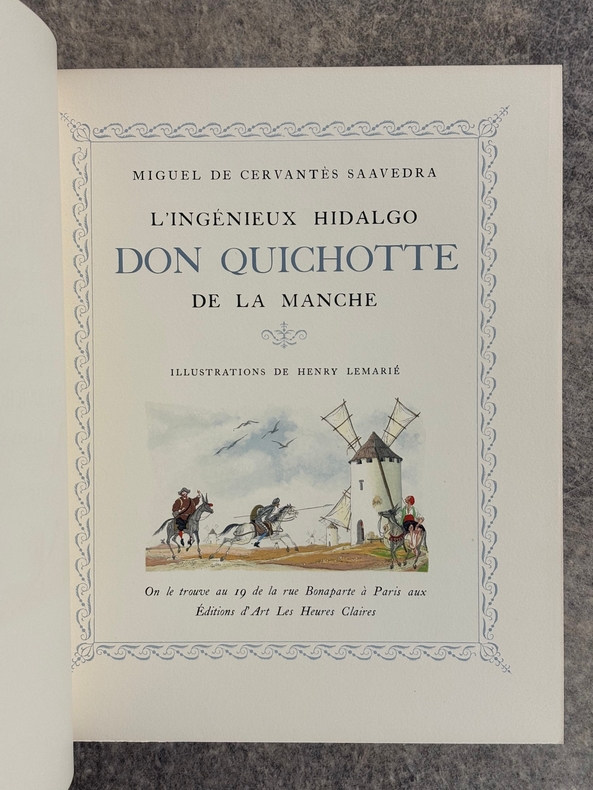 MIGUEL DE CERVANTÈS SAAVEDRA
L'INGÉNIEUX HIDALGO
DON QUICHOTTE
DE LA MANCHE
ILLUSTRATIONS DE HENRY LEMARIÉ
On le trouve au 19 de la rue Bonaparte à Paris aux
Éditions d'Art Les Heures Claires